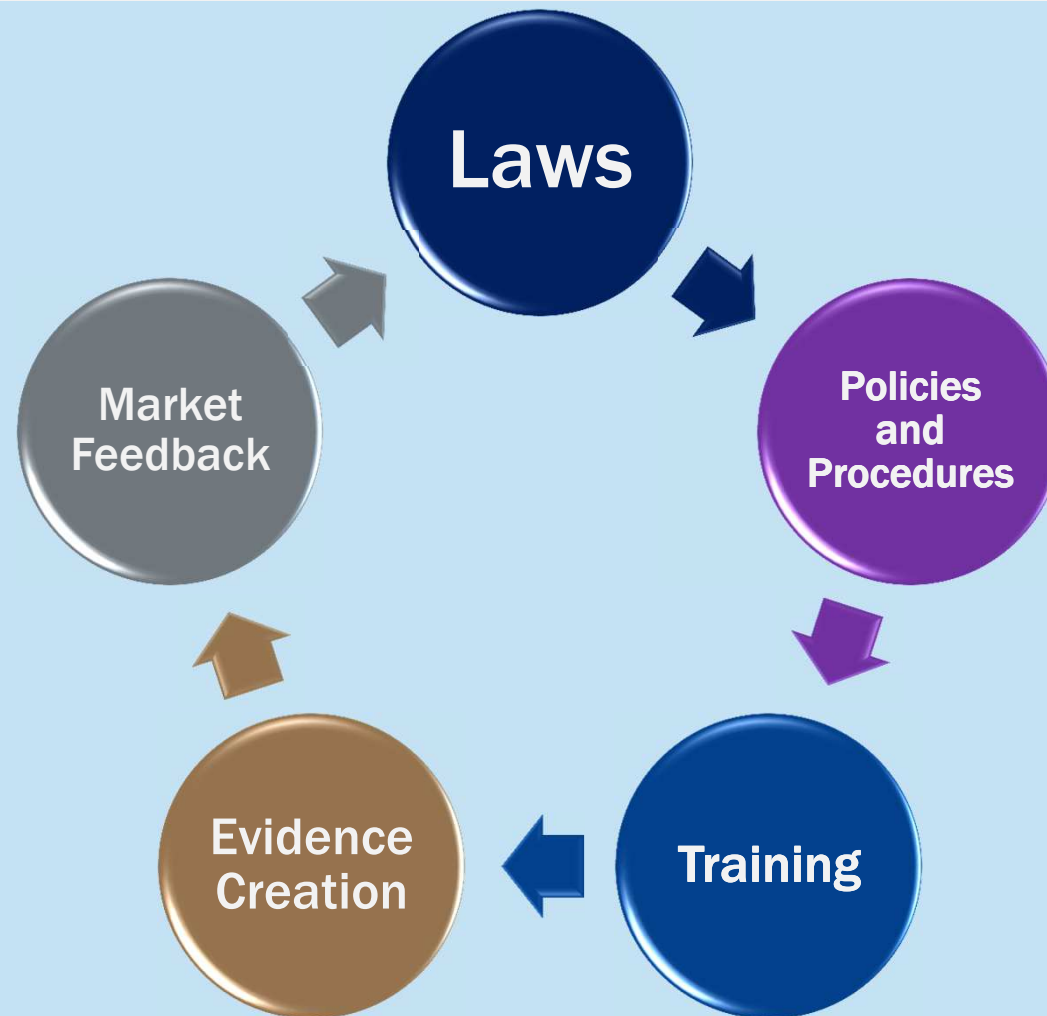 Laws
Policies
and
Procedures
Training
Evidence
Creation
Market
Feedback